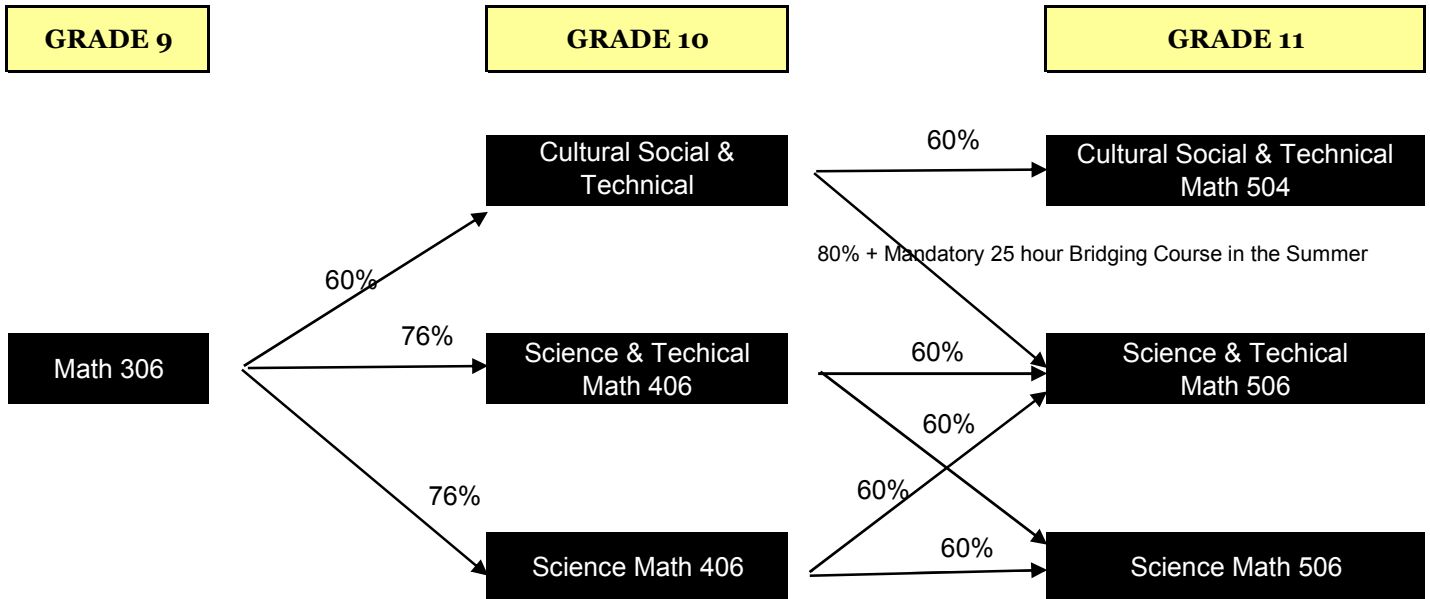 GRADE 9
GRADE 10
GRADE 11
Cultural Social &
Technical
60%
Cultural Social & Technical
Math 504
80% + Mandatory 25 hour Bridging Course in the Summer
60%
Math 306
76%
Science & Techical
Math 406
60%
Science & Techical
Math 506
60%
60%
76%
Science Math 406
60%
Science Math 506